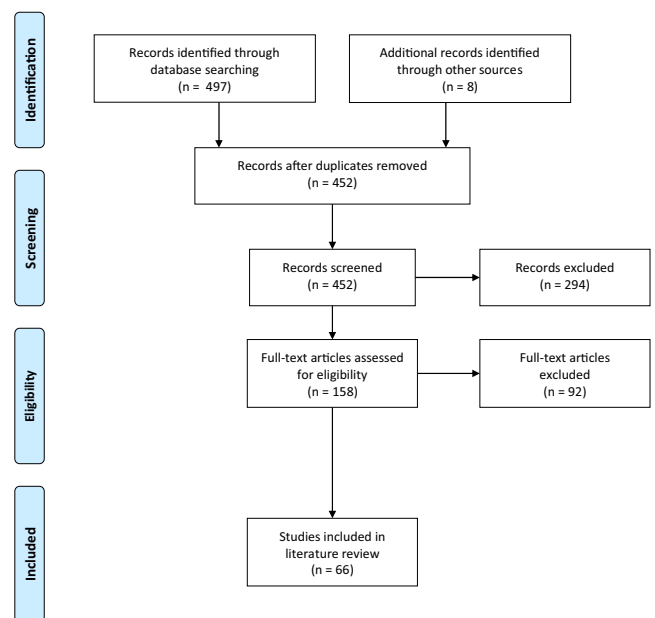 Identification
Records identified through
database searching
(n = 497)
Additional records identified
through other sources
(n = 8)
Records after duplicates removed
(n = 452)
Screening
Records screened
(n = 452)
Records excluded
(n = 294)
Eligibility
Full-text articles assessed
for eligibility
(n = 158)
Full-text articles
excluded
(n = 92)
Included
Studies included in
literature review
(n = 66)